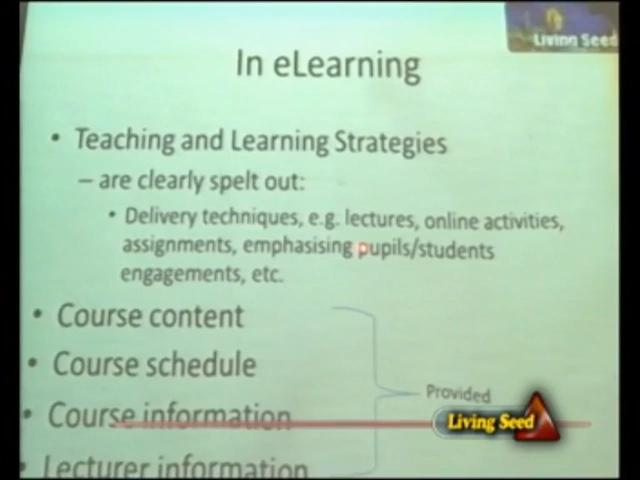 Living Seed
In eLearning
• Teaching and Learning Strategies
– are clearly spelt out:
• Delivery techniques, e.g. lectures, online activities,
assignments, emphasising pupils/students
engagements, etc.
• Course content
• Course schedule
• Course information
• Lecturer information
Provided
Living Seed